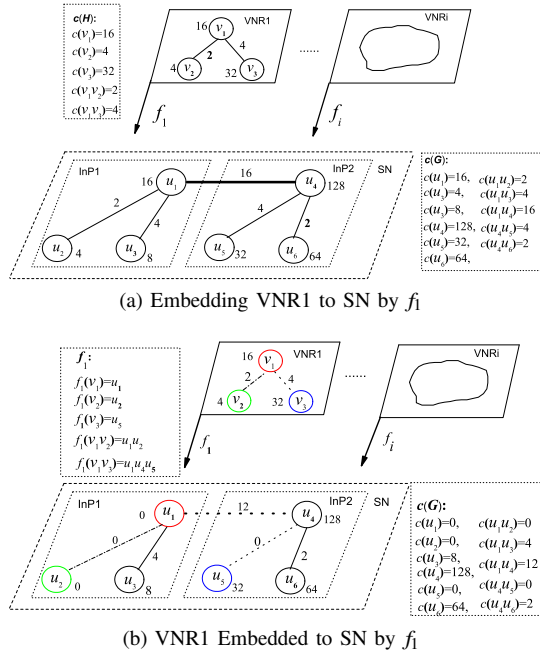 c(H):
c(v1)=16
c(v2)=4
c(v3)=32
c(v1v2)=2
c(v1v3)=4
VNR1
16 v1
2 4
4 v2 32 v3
......
VNRi
f1
fi
InP1 InP2 SN
16 u1 16 u4 128
2 4 4 2
u2 4 u3 8 u5 32 u6 64
c(G):
c(u1)=16, c(u1u2)=2
c(u3)=4, c(u1u3)=4
c(u3)=8, c(u1u4)=16
c(u4)=128, c(u4u5)=4
c(u5)=32, c(u4u6)=2
c(u6)=64,
(a) Embedding VNR1 to SN by f1
f1:
f1(v1)=u1
f1(v2)=u2
f1(v3)=u5
f1(v1v2)=u1u2
f1(v1v3)=u1u4u5
VNR1
16 v1
2 4
4 v2 32 v3
......
VNRi
f1
fi
InP1 InP2 SN
0 u1 12 u4 128
0 4 0 2
u2 0 u3 8 u5 32 u6 64
c(G):
c(u1)=0, c(u1u2)=0
c(u2)=0, c(u1u3)=4
c(u3)=8, c(u1u4)=12
c(u4)=128, c(u4u5)=0
c(u5)=0, c(u4u6)=2
c(u6)=64,
(b) VNR1 Embedded to SN by f1